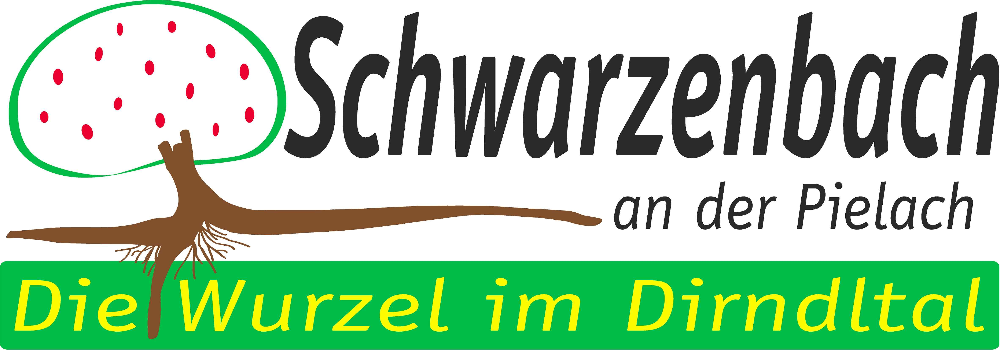 Schwarzenbach
an der Pielach
Die Wurzel im Dirndltal